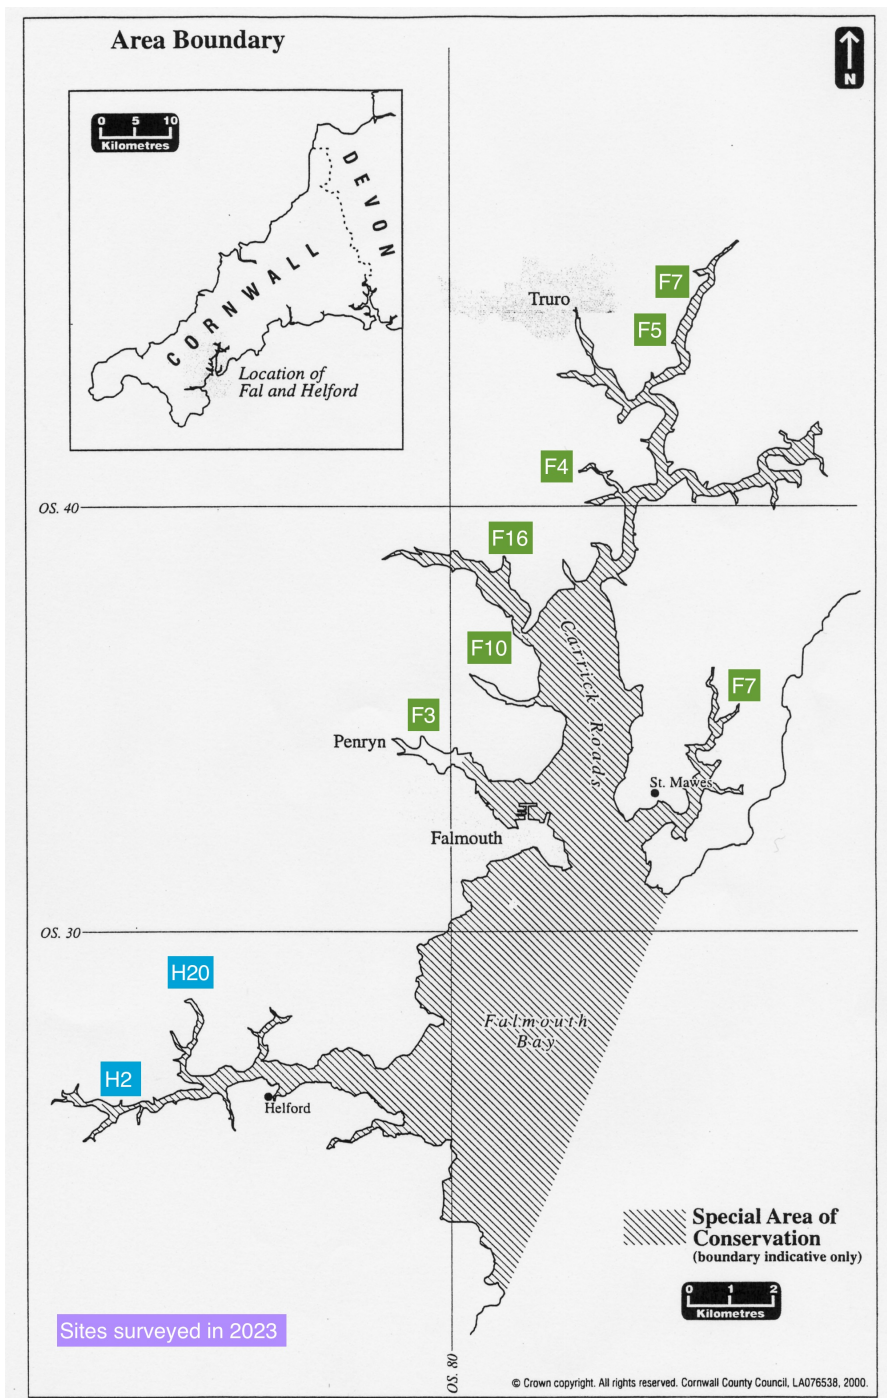 Area Boundary
N
0 5 10
Kilometres
DEVON
CORNWALL
Location of
Fal and Helford
F7
Truro
F5
F4
OS. 40
F16
Carrick Roads
F10
F7
F3
Penryn
St. Mawes
Falmouth
OS. 30
H20
Falmouth
Bay
H2
Helford
Special Area of
Conservation
(boundary indicative only)
0 1 2
Kilometres
Sites surveyed in 2023
OS. 80
© Crown copyright. All rights reserved. Cornwall County Council, LA076538, 2000.